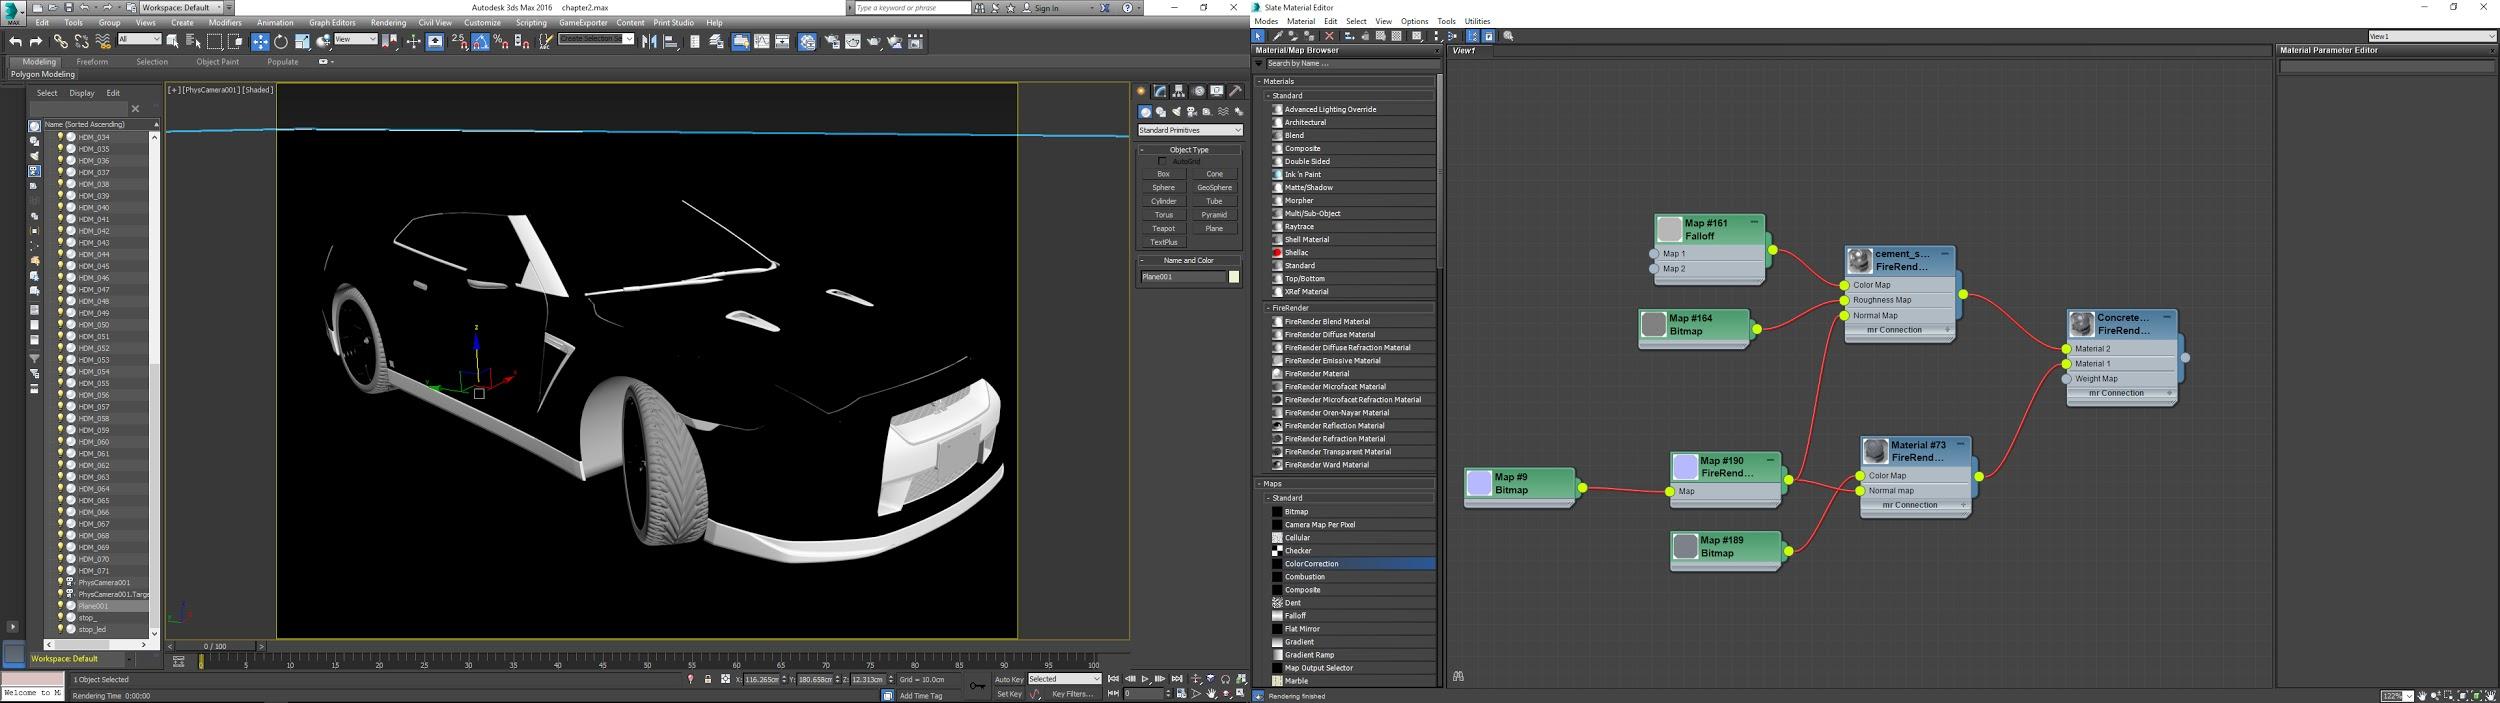 MAX
Workspace: Default
Autodesk 3ds Max 2016 chapter2.max
Type a keyword or phrase
Sign In
Edit Tools Group Views Create Modifiers Animation Graph Editors Rendering Civil View Customize Scripting GameExporter Content Print Studio Help
All
View
2.5
Create Selection Se
Modeling Freeform Selection Object Paint Populate
Polygon Modeling
Select Display Edit
Name (Sorted Ascending)
HDM_034
HDM_035
HDM_036
HDM_037
HDM_038
HDM_039
HDM_040
HDM_041
HDM_042
HDM_043
HDM_044
HDM_045
HDM_046
HDM_047
HDM_048
HDM_049
HDM_050
HDM_051
HDM_052
HDM_053
HDM_054
HDM_055
HDM_056
HDM_057
HDM_058
HDM_059
HDM_060
HDM_061
HDM_062
HDM_063
HDM_064
HDM_065
HDM_066
HDM_067
HDM_068
HDM_069
HDM_070
HDM_071
PhysCamera001
PhysCamera001.Targe
Plane001
stop_
stop_led
Workspace: Default
[+] [PhysCamera001] [Shaded]
z
Standard Primitives
Object Type
AutoGrid
Box Cone
Sphere GeoSphere
Cylinder Tube
Torus Pyramid
Teapot Plane
TextPlus
Name and Color
Plane001
0 / 100
0 5 10 15 20 25 30 35 40 45 50 55 60 65 70 75 80 85 90 95 100
Welcome to M
1 Object Selected
Rendering Time 0:00:00
X: 116.265cm Y: 180.658cm Z: 12.313cm Grid = 10.0cm
Add Time Tag
Auto Key Selected
Set Key Key Filters...
0
Slate Material Editor
Modes Material Edit Select View Options Tools Utilities
View1
Material/Map Browser
Search by Name ...
- Materials
- Standard
Advanced Lighting Override
Architectural
Blend
Composite
Double Sided
Ink 'n Paint
Matte/Shadow
Morpher
Multi/Sub-Object
Raytrace
Shell Material
Shellac
Standard
Top/Bottom
XRef Material
- FireRender
FireRender Blend Material
FireRender Diffuse Material
FireRender Diffuse Refraction Material
FireRender Emissive Material
FireRender Material
FireRender Microfacet Material
FireRender Microfacet Refraction Material
FireRender Oren-Nayar Material
FireRender Reflection Material
FireRender Refraction Material
FireRender Transparent Material
FireRender Ward Material
- Maps
- Standard
Bitmap
Camera Map Per Pixel
Cellular
Checker
ColorCorrection
Combustion
Composite
Dent
Falloff
Flat Mirror
Gradient
Gradient Ramp
Map Output Selector
Marble
Rendering finished
View1
Map #161
Falloff
Map 1
Map 2
Map #164
Bitmap
cement_s...
FireRend...
Color Map
Roughness Map
Normal Map
mr Connection
Concrete...
FireRend...
Material 2
Material 1
Weight Map
mr Connection
Map #9
Bitmap
Map #190
FireRend...
Map
Map #189
Bitmap
Material #73
FireRend...
Color Map
Normal map
mr Connection
Material Parameter Editor
122%